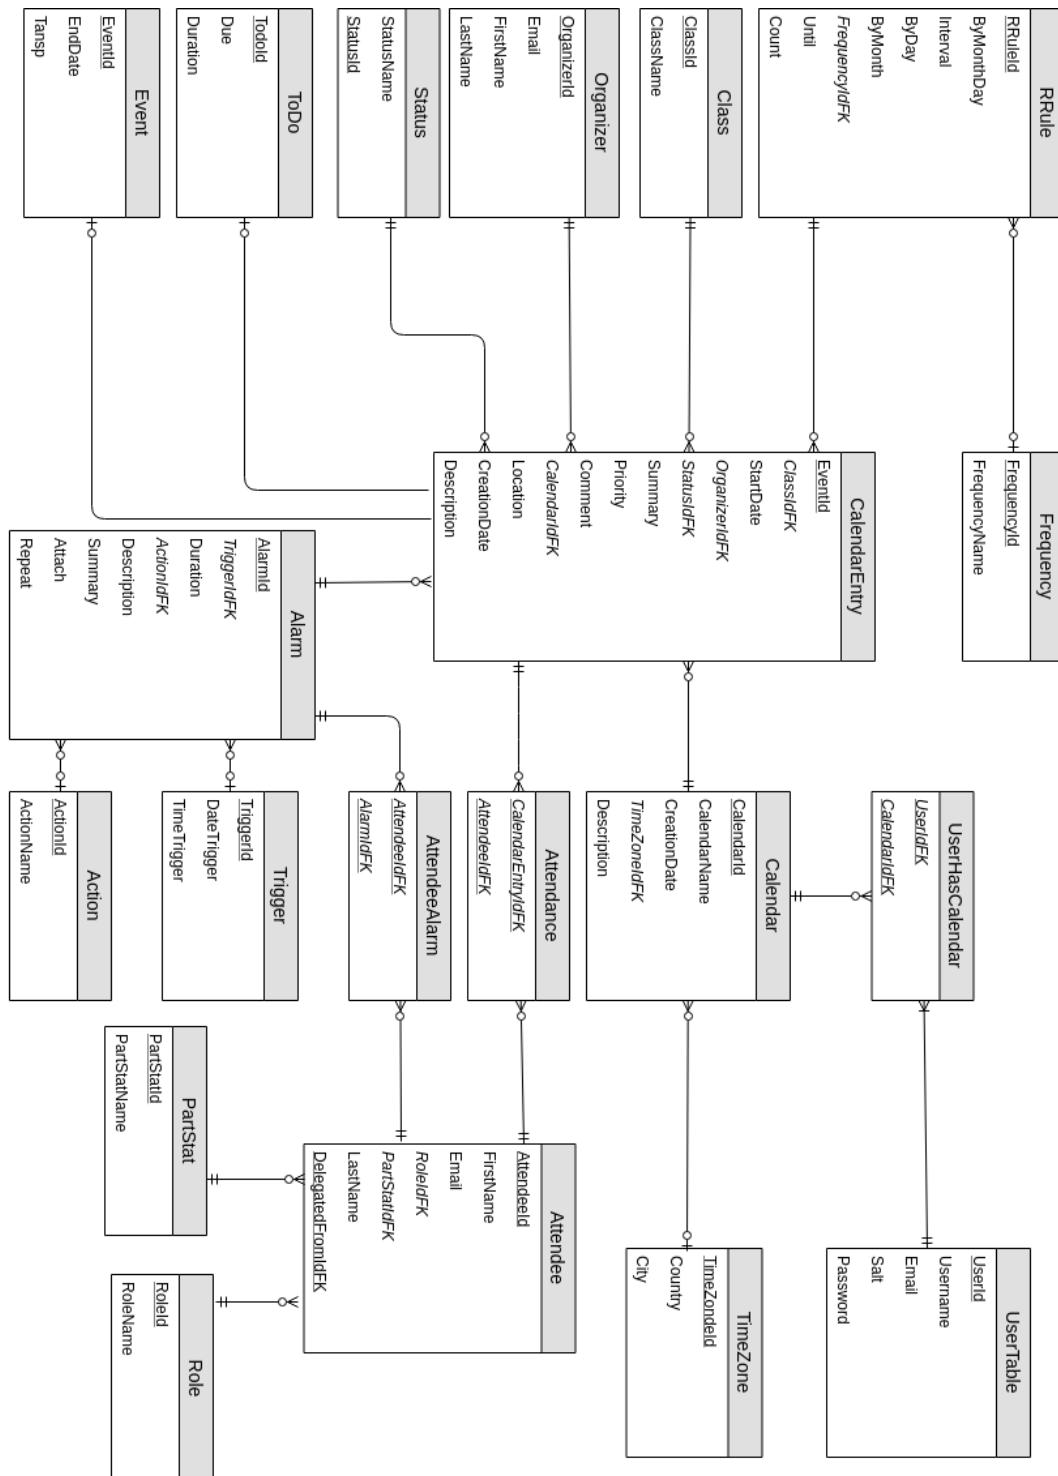 RRule
RRuleId
ByMonthDay
Interval
ByDay
ByMonth
FrequencyIdFK
Until
Count
Class
ClassId
ClassName
Organizer
OrganizerId
Email
FirstName
LastName
Status
StatusName
StatusId
ToDo
TodoId
Due
Duration
Event
EventId
EndDate
Tansp
Frequency
FrequencyId
FrequencyName
CalendarEntry
EventId
ClassIdFK
StartDate
OrganizerIdFK
StatusIdFK
Summary
Priority
Comment
CalendarIdFK
Location
CreationDate
Description
Alarm
AlarmId
TriggerIdFK
Duration
ActionIdFK
Description
Summary
Attach
Repeat
UserHasCalendar
UserIdFK
CalendarIdFK
Calendar
CalendarId
CalendarName
CreationDate
TimeZoneIdFK
Description
Attendance
CalendarEntryIdFK
AttendeeIdFK
AttendeeAlarm
AttendeeIdFK
AlarmIdFK
Trigger
TriggerId
DateTrigger
TimeTrigger
Action
ActionId
ActionName
UserTable
UserId
Username
Email
Salt
Password
TimeZone
TimeZondeId
Country
City
Attendee
AttendeeId
FirstName
Email
RoleIdFK
PartStatIdFK
LastName
DelegatedFromIdFK
PartStat
PartStatId
PartStatName
Role
RoleId
RoleName